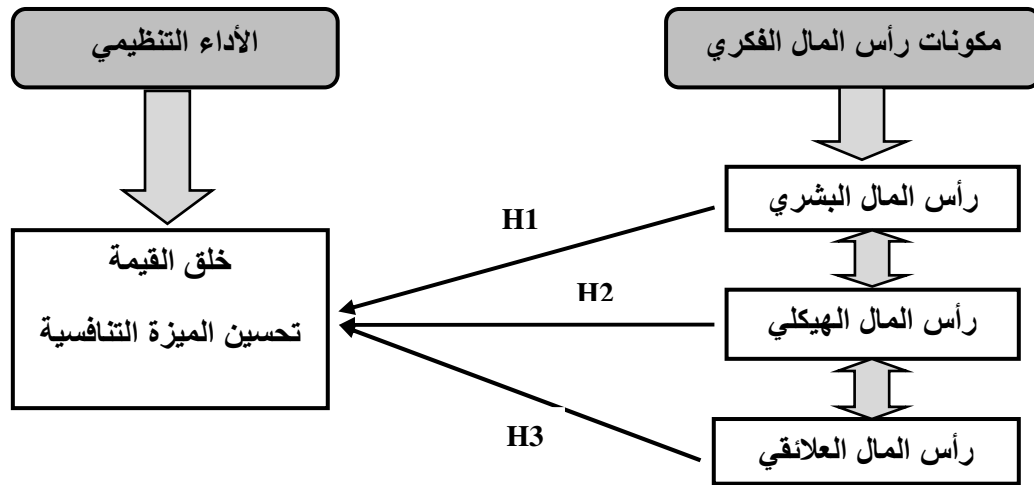 مكونات رأس المال الفكري
الأداء التنظيمي
رأس المال البشري
H1
خلق القيمة
تحسين الميزة التنافسية
H2
رأس المال الهيكلي
H3
رأس المال العلائقي